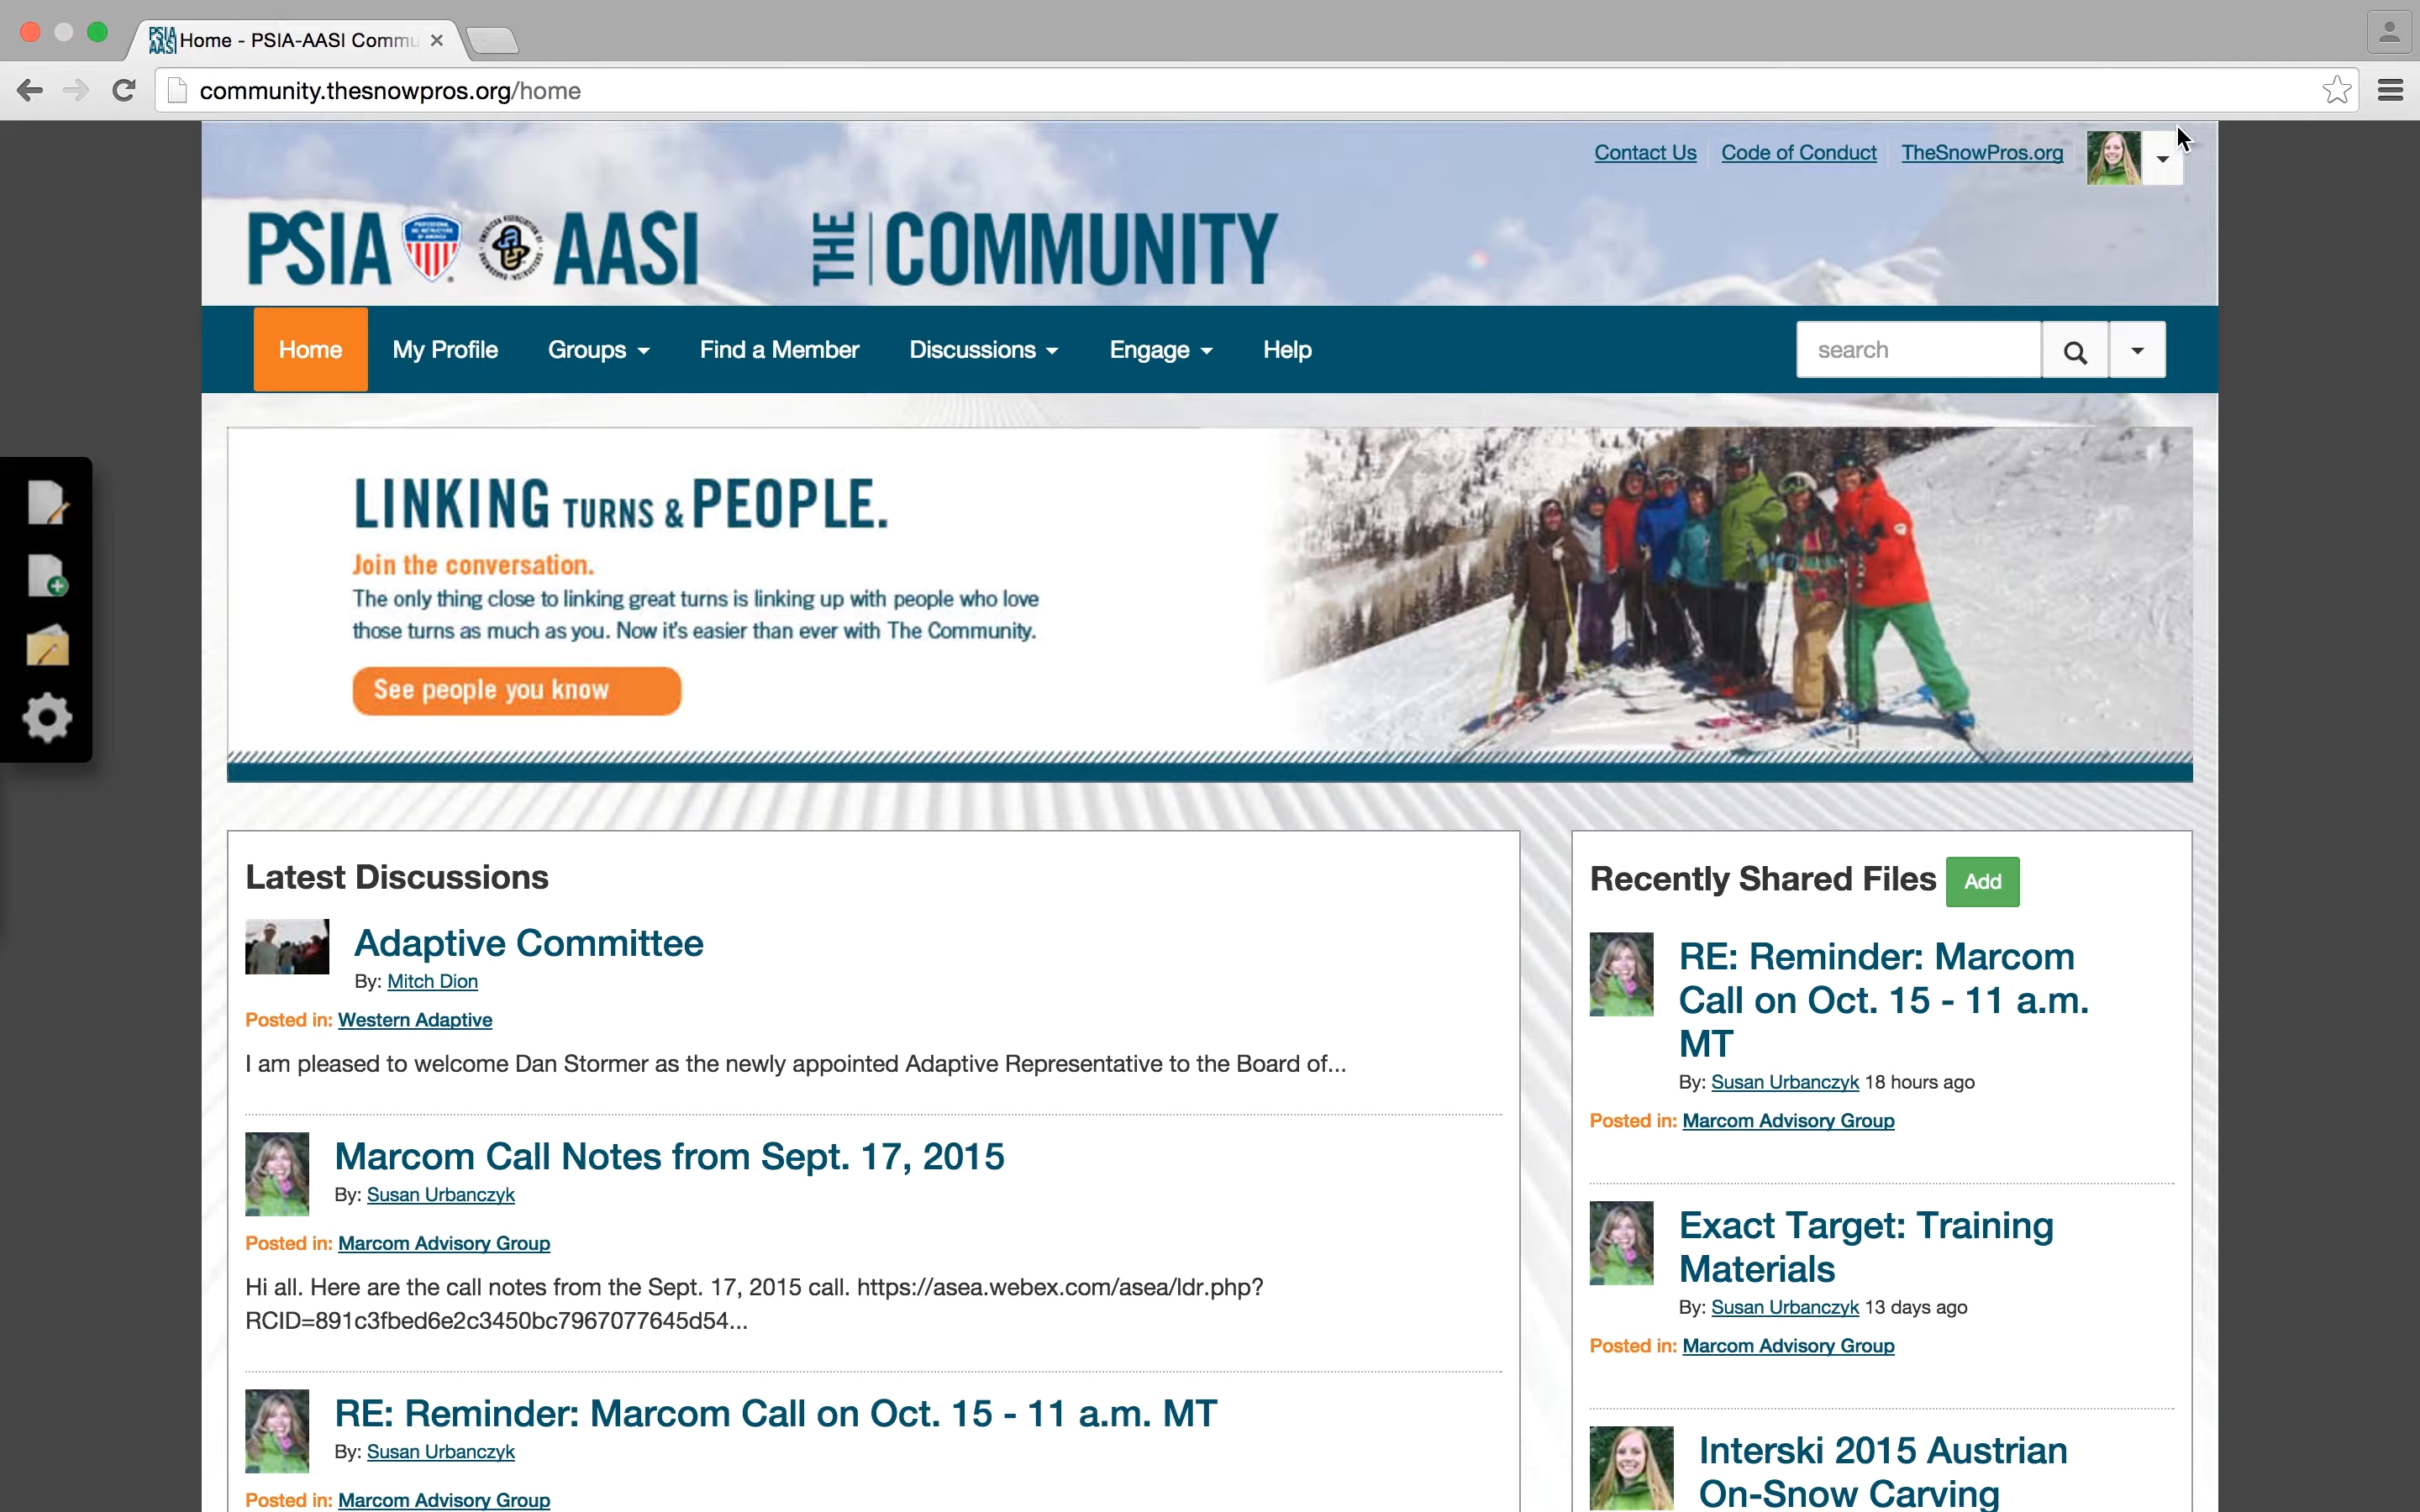 Home - PSIA-AASI Commu
community.thesnowpros.org/home
Contact Us Code of Conduct TheSnowPros.org
PSIA AASI THE COMMUNITY
Home My Profile Groups Find a Member Discussions Engage Help search
LINKING TURNS & PEOPLE.
Join the conversation.
The only thing close to linking great turns is linking up with people who love
those turns as much as you. Now it's easier than ever with The Community.
See people you know
Latest Discussions
Adaptive Committee
By: Mitch Dion
Posted in: Western Adaptive
I am pleased to welcome Dan Stormer as the newly appointed Adaptive Representative to the Board of...
Marcom Call Notes from Sept. 17, 2015
By: Susan Urbanczyk
Posted in: Marcom Advisory Group
Hi all. Here are the call notes from the Sept. 17, 2015 call. https://asea.webex.com/asea/ldr.php?
RCID=891c3fbed6e2c3450bc7967077645d54...
RE: Reminder: Marcom Call on Oct. 15 - 11 a.m. MT
By: Susan Urbanczyk
Posted in: Marcom Advisory Group
Recently Shared Files Add
RE: Reminder: Marcom
Call on Oct. 15 - 11 a.m.
MT
By: Susan Urbanczyk 18 hours ago
Posted in: Marcom Advisory Group
Exact Target: Training
Materials
By: Susan Urbanczyk 13 days ago
Posted in: Marcom Advisory Group
Interski 2015 Austrian
On-Snow Carving